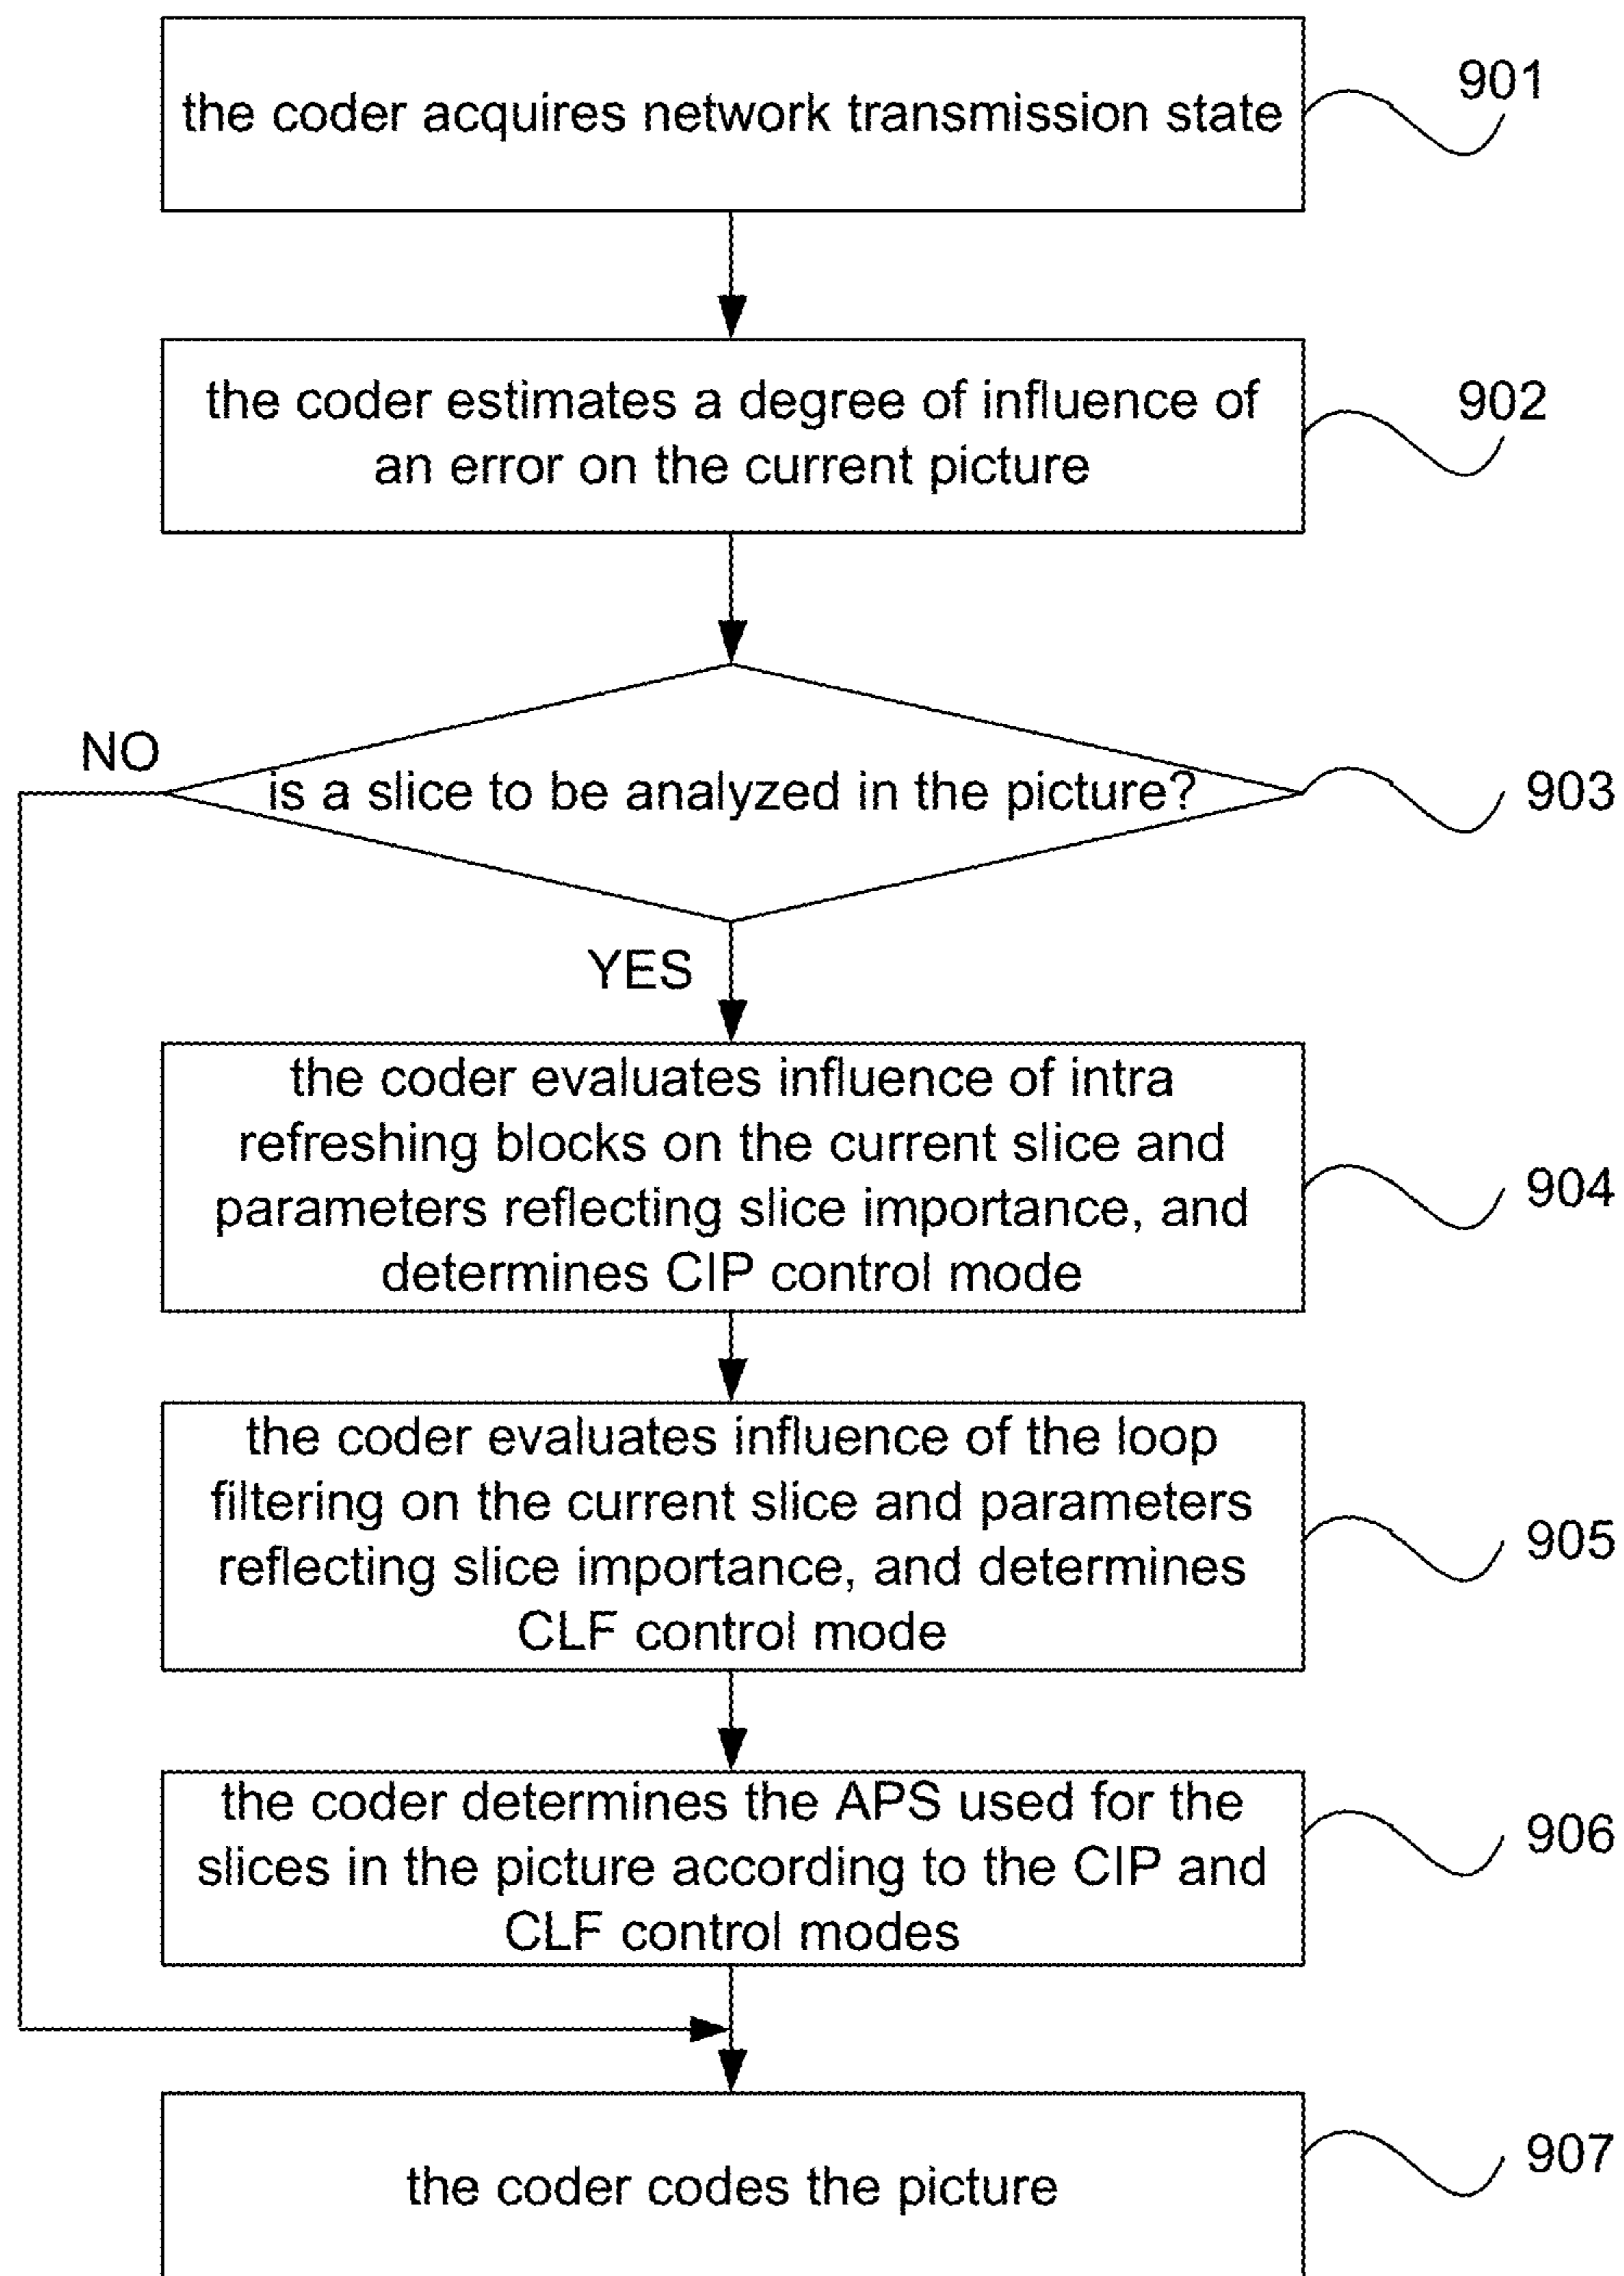 the coder acquires network transmission state
901
the coder estimates a degree of influence of
an error on the current picture
902
NO
is a slice to be analyzed in the picture?
903
YES
the coder evaluates influence of intra
refreshing blocks on the current slice and
parameters reflecting slice importance, and
determines CIP control mode
904
the coder evaluates influence of the loop
filtering on the current slice and parameters
reflecting slice importance, and determines
CLF control mode
905
the coder determines the APS used for the
slices in the picture according to the CIP and
CLF control modes
906
the coder codes the picture
907